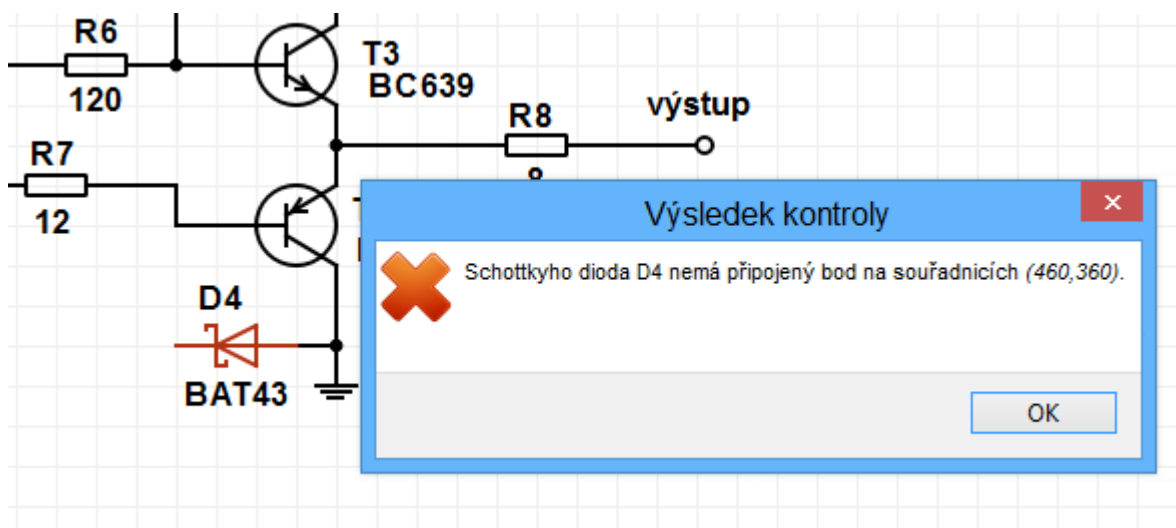 R6
120
T3
BC639
R8
výstup
R7
12
Výsledek kontroly
Schottkyho dioda D4 nemá připojený bod na souřadnicích (460,360).
D4
BAT43
OK